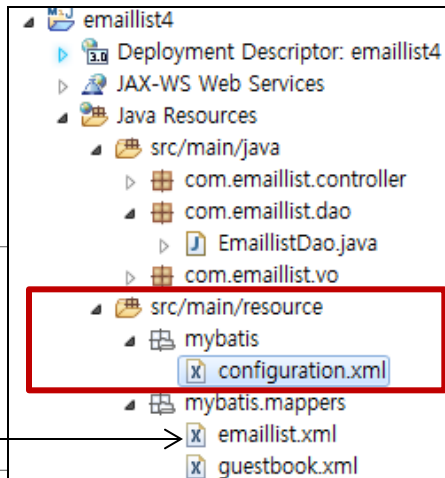 emaillist4
Deployment Descriptor: emaillist4
JAX-WS Web Services
Java Resources
src/main/java
com.emaillist.controller
com.emaillist.dao
EmaillistDao.java
com.emaillist.vo
src/main/resource
mybatis
configuration.xml
mybatis.mappers
emaillist.xml
guestbook.xml